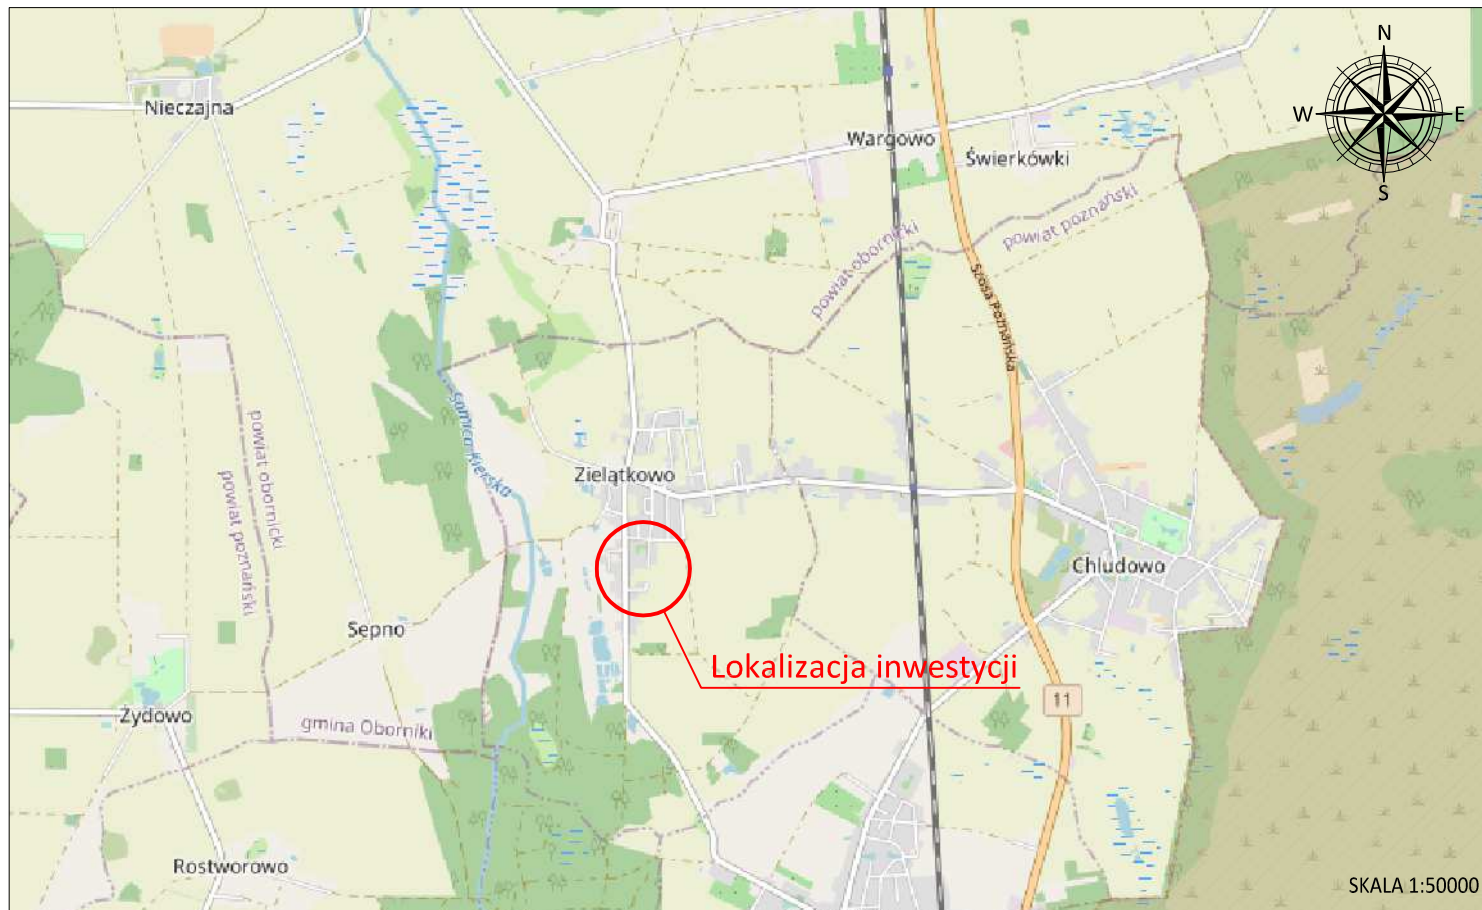 N
W
E
S
Nieczajna
Wargowo
Świerkówki
powiat obornicki
powiat poznański
Szosa Poznańska
Samica Kierska
powiat obornicki
powiat poznański
Zielątkowo
Chludowo
Sepno
Lokalizacja inwestycji
11
Żydowo
gmina Oborniki
Rostworowo
SKALA 1:50000